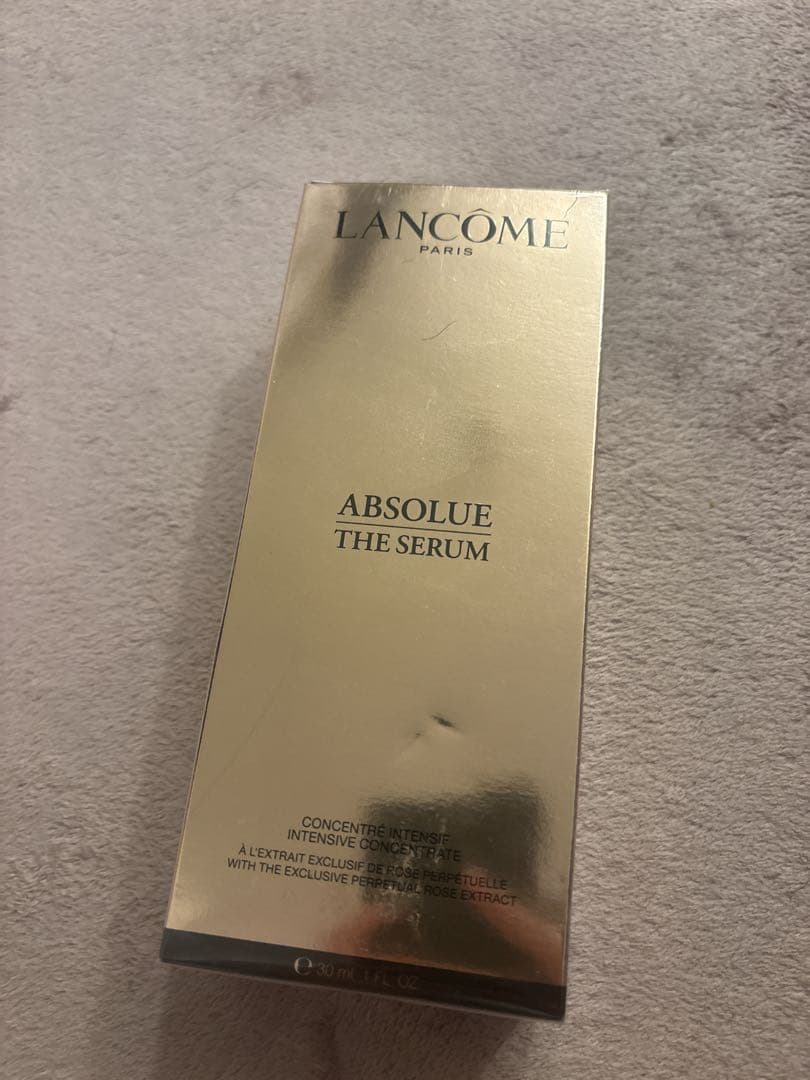 LANCÔME
PARIS
ABSOLUE
THE SERUM
CONCENTRÉ INTENSIF
INTENSIVE CONCENTRATE
À L'EXTRAIT EXCLUSIF DE ROSE PERPÉTUELLE
WITH THE EXCLUSIVE PERPETUAL ROSE EXTRACT
℮ 30 mL 1 FL. OZ